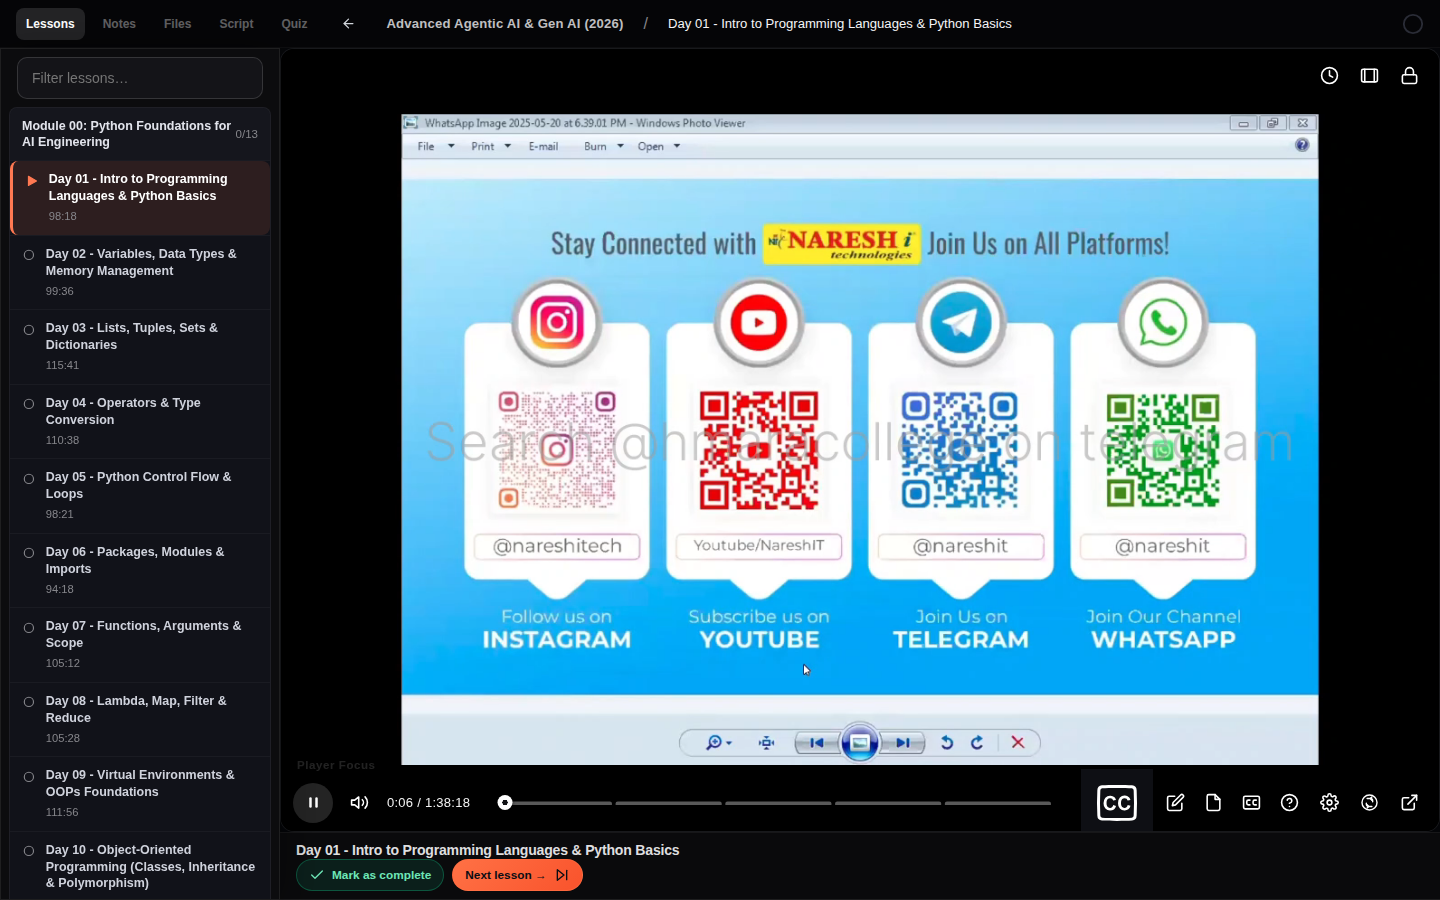 Lessons
Notes
Files
Script
Quiz
Advanced Agentic AI & Gen AI (2026)
/
Day 01 - Intro to Programming Languages & Python Basics
Filter lessons…
Module 00: Python Foundations for
AI Engineering
0/13
Day 01 - Intro to Programming
Languages & Python Basics
98:18
Day 02 - Variables, Data Types &
Memory Management
99:36
Day 03 - Lists, Tuples, Sets &
Dictionaries
115:41
Day 04 - Operators & Type
Conversion
110:38
Day 05 - Python Control Flow &
Loops
98:21
Day 06 - Packages, Modules &
Imports
94:18
Day 07 - Functions, Arguments &
Scope
105:12
Day 08 - Lambda, Map, Filter &
Reduce
105:28
Day 09 - Virtual Environments &
OOPs Foundations
111:56
Day 10 - Object-Oriented
Programming (Classes, Inheritance
& Polymorphism)
WhatsApp Image 2025-05-20 at 6.39.01 PM - Windows Photo Viewer
File
Print
E-mail
Burn
Open
Stay Connected with NARESH i technologies Join Us on All Platforms!
Search @hmaracollege on telegram
@nareshitech
Youtube/NareshIT
@nareshit
@nareshit
Follow us on
INSTAGRAM
Subscribe us on
YOUTUBE
Join Us on
TELEGRAM
Join Our Channel
WHATSAPP
Player Focus
0:06 / 1:38:18
CC
CC
Day 01 - Intro to Programming Languages & Python Basics
Mark as complete
Next lesson →